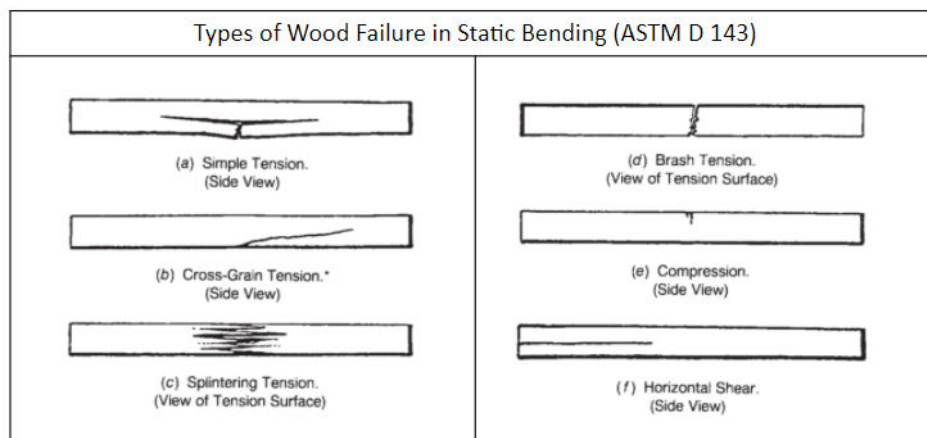 Types of Wood Failure in Static Bending (ASTM D 143)
(a) Simple Tension.
(Side View)
(b) Cross-Grain Tension.*
(Side View)
(c) Splintering Tension.
(View of Tension Surface)
(d) Brash Tension.
(View of Tension Surface)
(e) Compression.
(Side View)
(f) Horizontal Shear.
(Side View)